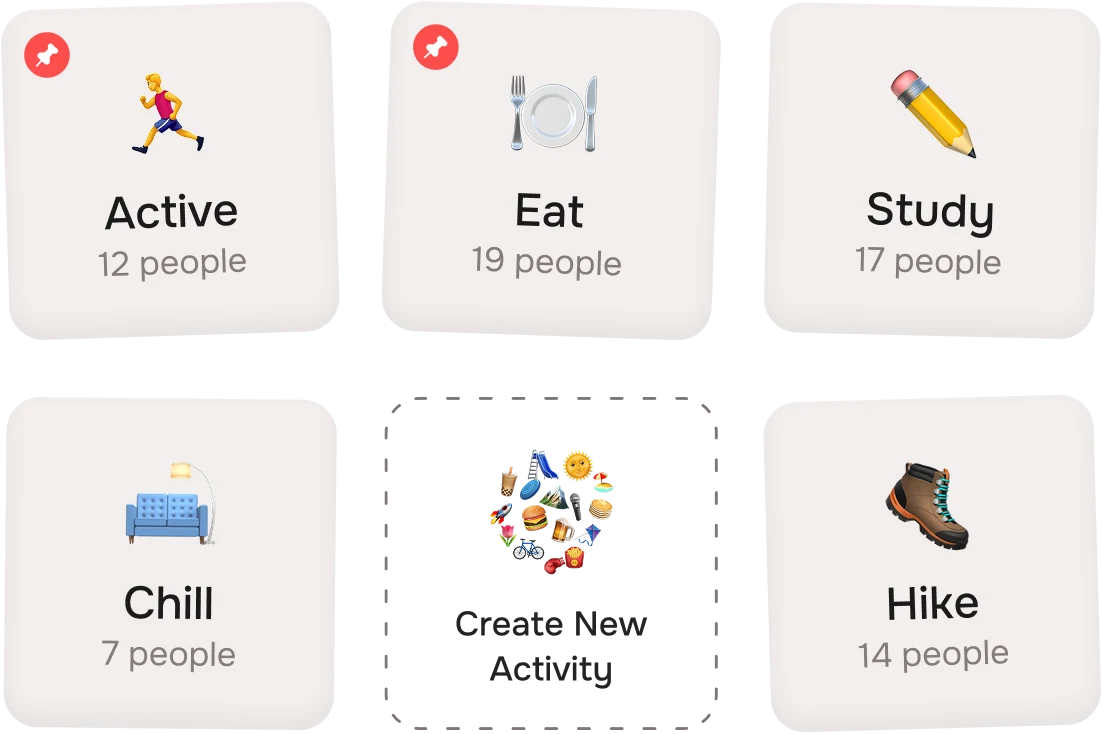 Active
12 people
Eat
19 people
Study
17 people
Chill
7 people
Create New
Activity
Hike
14 people